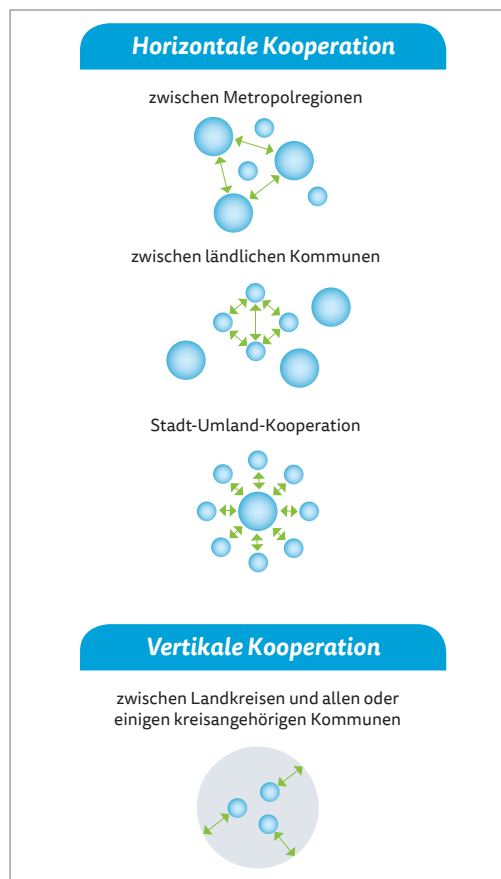 Horizontale Kooperation
zwischen Metropolregionen
zwischen ländlichen Kommunen
Stadt-Umland-Kooperation
Vertikale Kooperation
zwischen Landkreisen und allen oder
einigen kreisangehörigen Kommunen